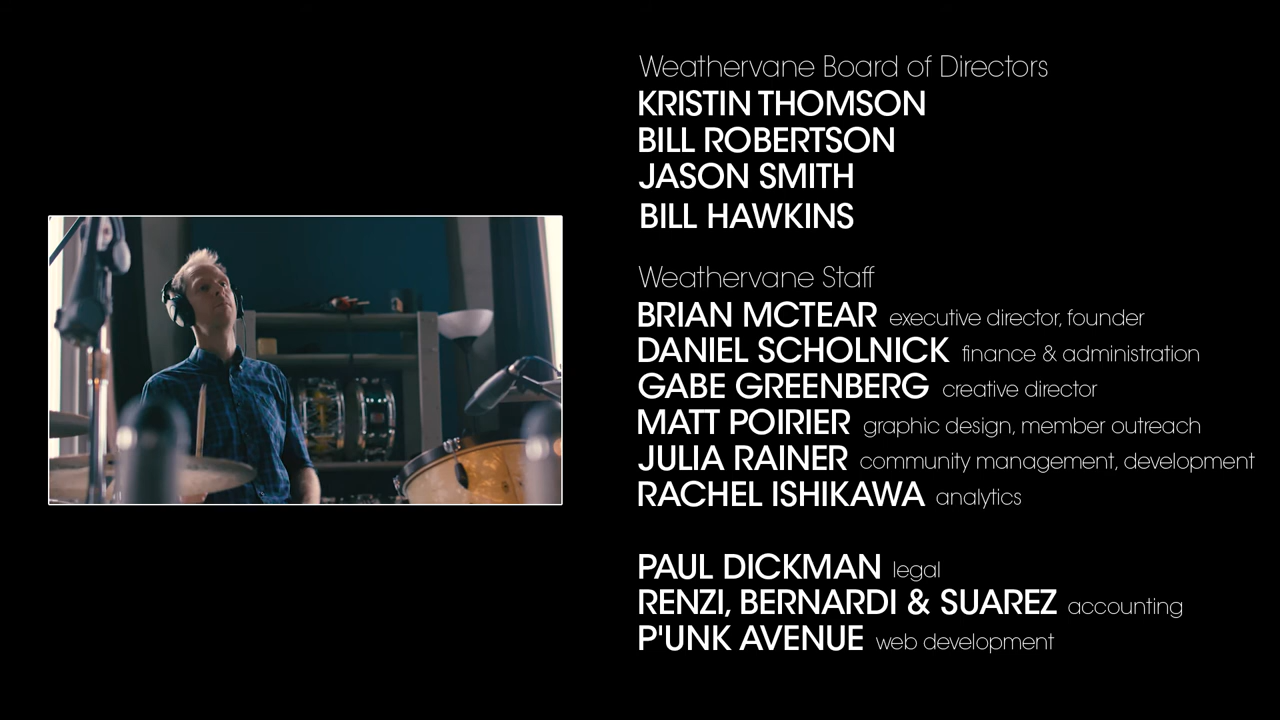 Weathervane Board of Directors
KRISTIN THOMSON
BILL ROBERTSON
JASON SMITH
BILL HAWKINS
Weathervane Staff
BRIAN MCTEAR executive director, founder
DANIEL SCHOLNICK finance & administration
GABE GREENBERG creative director
MATT POIRIER graphic design, member outreach
JULIA RAINER community management, development
RACHEL ISHIKAWA analytics
PAUL DICKMAN legal
RENZI, BERNARDI & SUAREZ accounting
P'UNK AVENUE web development